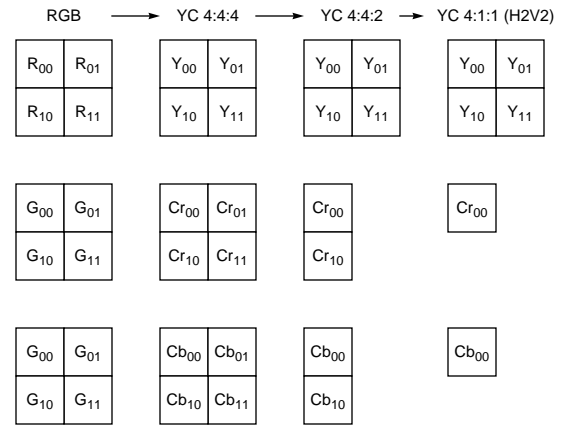 RGB → YC 4:4:4 → YC 4:4:2 → YC 4:1:1 (H2V2)
R00 R01 Y00 Y01 Y00 Y01 Y00 Y01
R10 R11 Y10 Y11 Y10 Y11 Y10 Y11
G00 G01 Cr00 Cr01 Cr00 Cr00
G10 G11 Cr10 Cr11 Cr10
G00 G01 Cb00 Cb01 Cb00 Cb00
G10 G11 Cb10 Cb11 Cb10